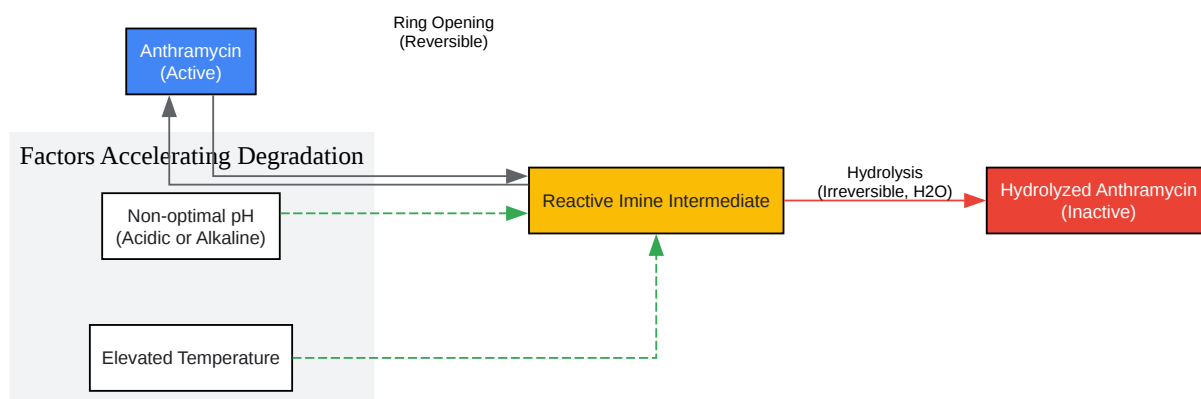 Ring Opening
(Reversible)
Anthramycin
(Active)
Factors Accelerating Degradation
Non-optimal pH
(Acidic or Alkaline)
Elevated Temperature
Reactive Imine Intermediate
Hydrolysis
(Irreversible, H2O)
Hydrolyzed Anthramycin
(Inactive)